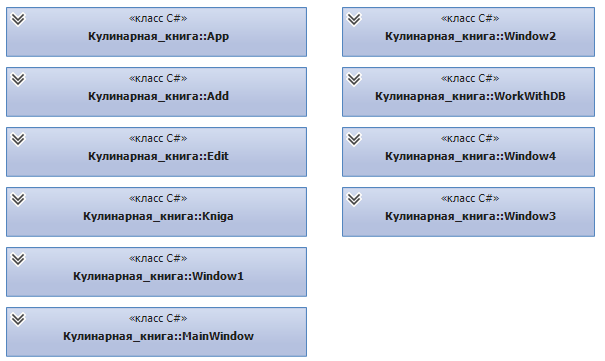 «класс C#»
Кулинарная_книга::App
«класс C#»
Кулинарная_книга::Add
«класс C#»
Кулинарная_книга::Edit
«класс C#»
Кулинарная_книга::Kniga
«класс C#»
Кулинарная_книга::Window1
«класс C#»
Кулинарная_книга::MainWindow
«класс C#»
Кулинарная_книга::Window2
«класс C#»
Кулинарная_книга::WorkWithDB
«класс C#»
Кулинарная_книга::Window4
«класс C#»
Кулинарная_книга::Window3